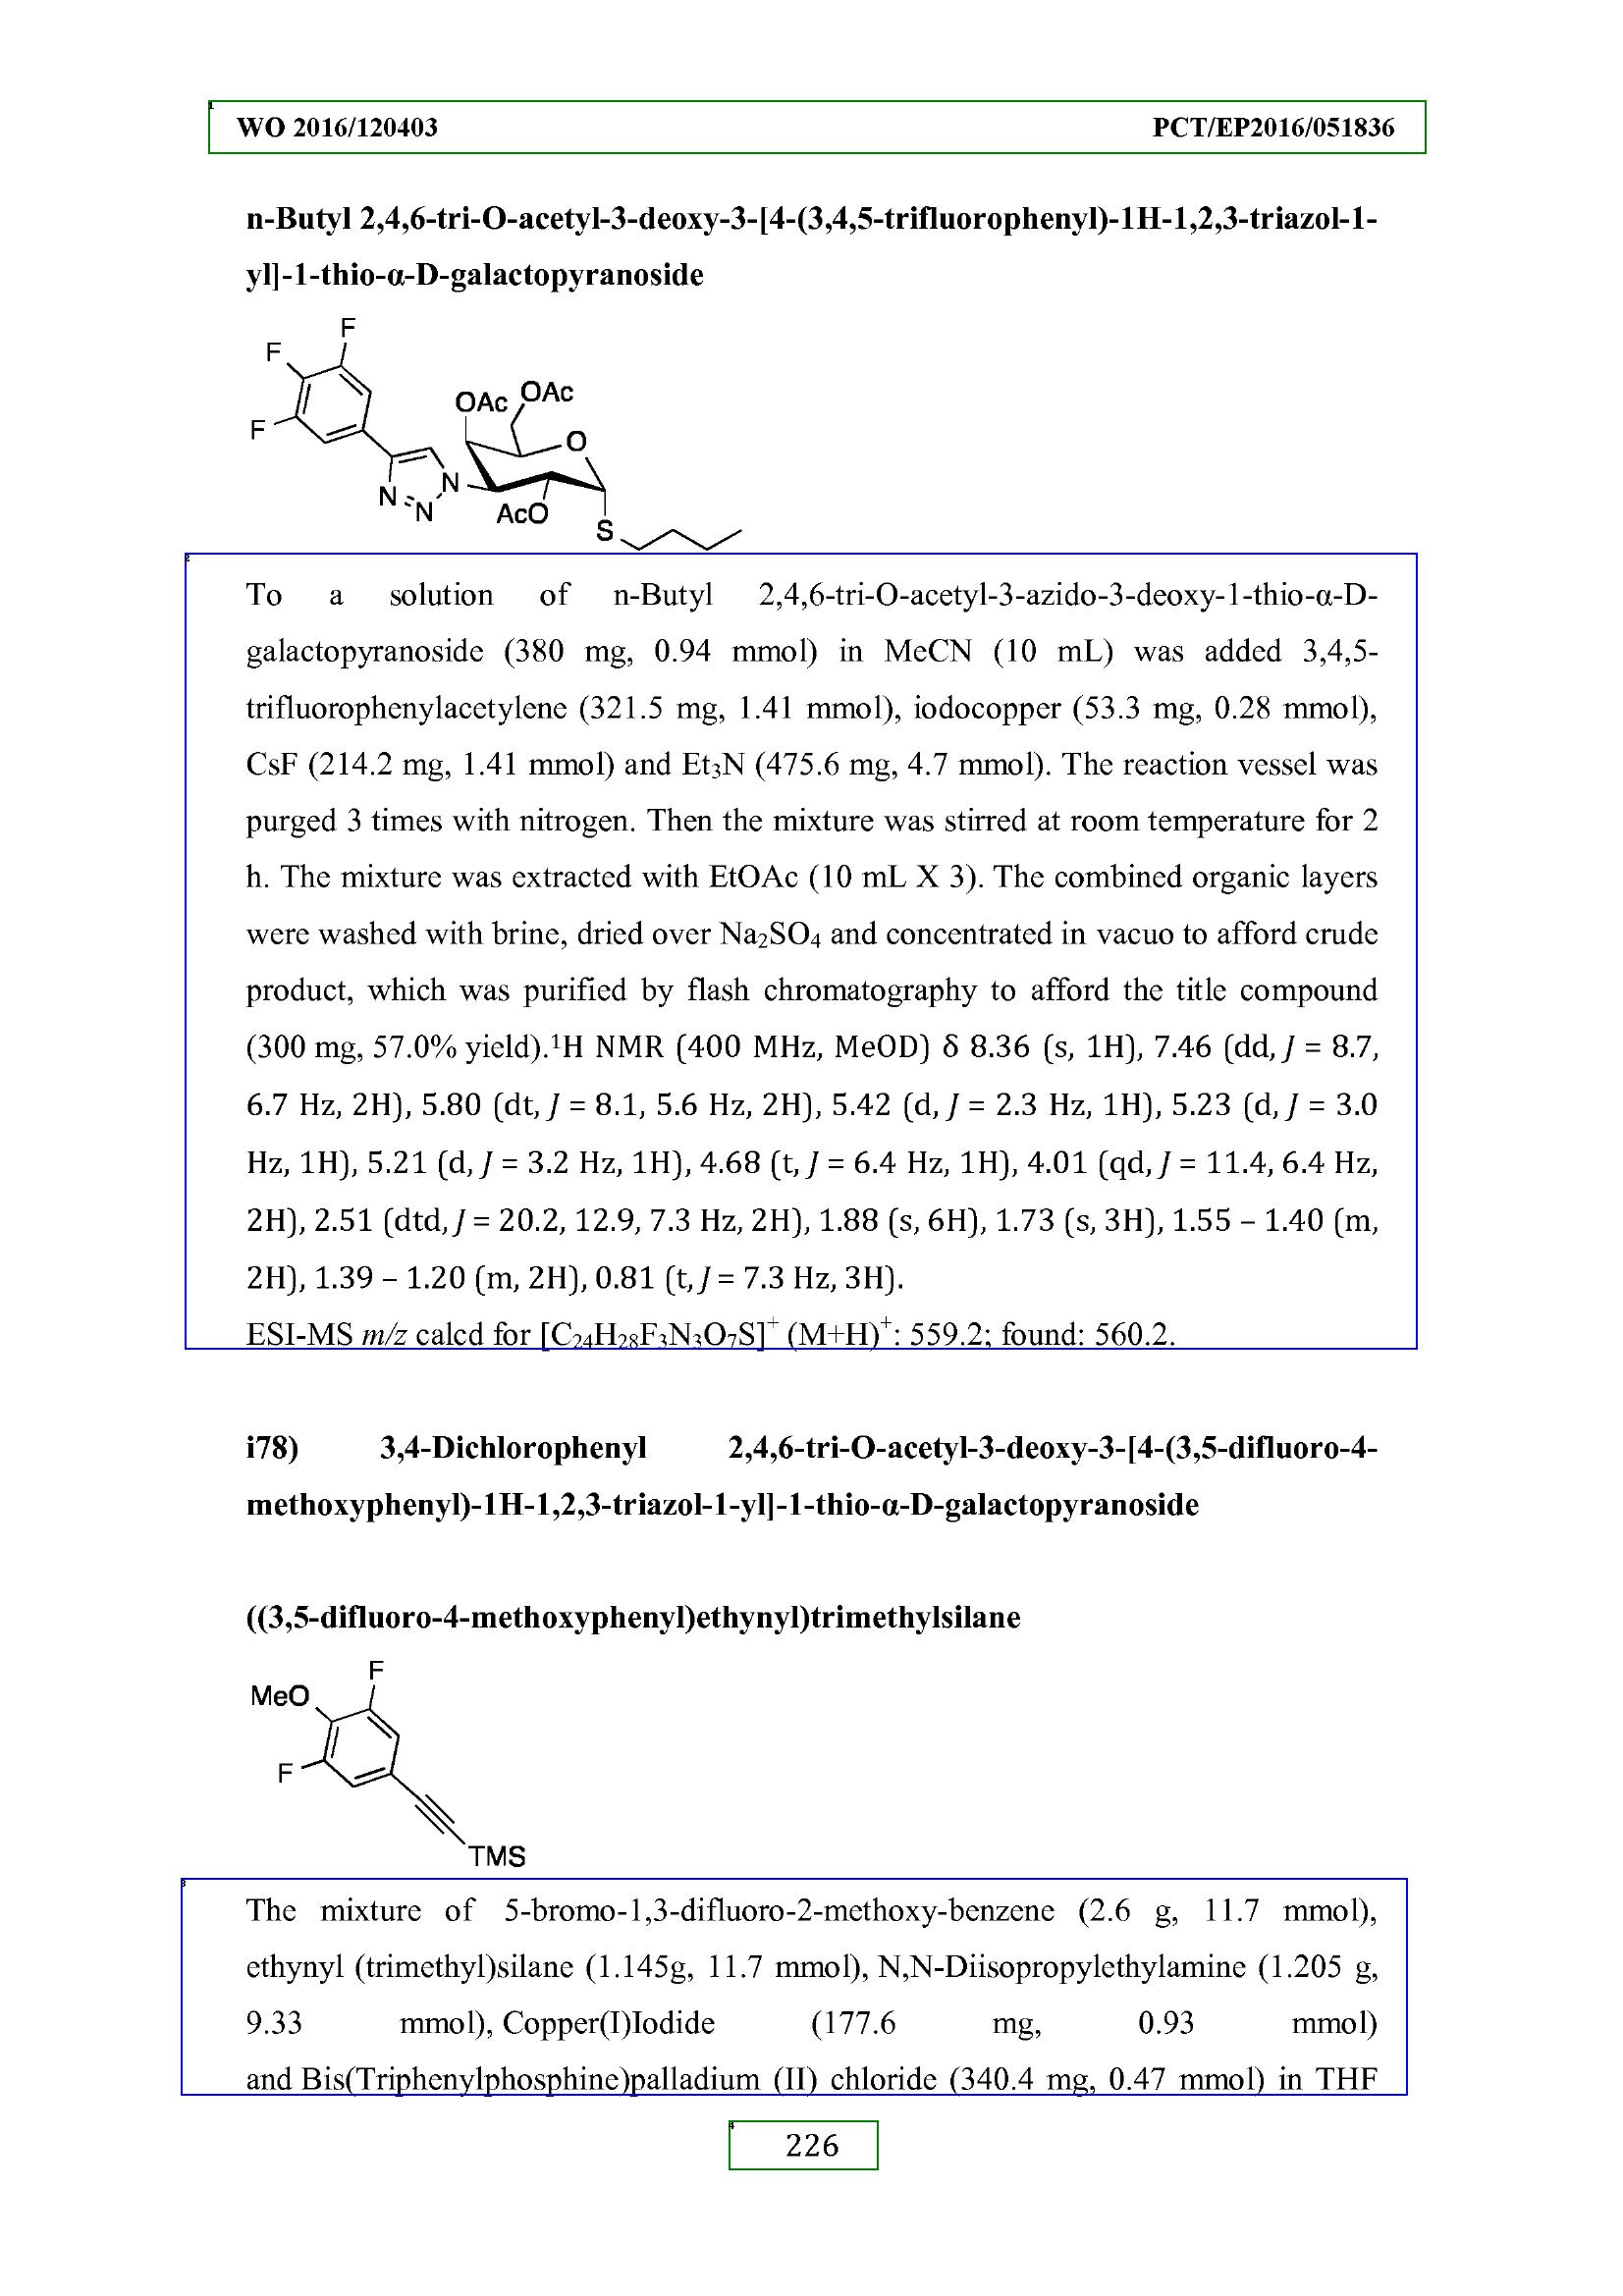 WO 2016/120403 PCT/EP2016/051836
n-Butyl 2,4,6-tri-O-acetyl-3-deoxy-3-[4-(3,4,5-trifluorophenyl)-1H-1,2,3-triazol-1-
yl]-1-thio-α-D-galactopyranoside
F
F
OAc
OAc
F
O
N
N
N
AcO
S
To a solution of n-Butyl 2,4,6-tri-O-acetyl-3-azido-3-deoxy-1-thio-α-D-
galactopyranoside (380 mg, 0.94 mmol) in MeCN (10 mL) was added 3,4,5-
trifluorophenylacetylene (321.5 mg, 1.41 mmol), iodocopper (53.3 mg, 0.28 mmol),
CsF (214.2 mg, 1.41 mmol) and Et₃N (475.6 mg, 4.7 mmol). The reaction vessel was
purged 3 times with nitrogen. Then the mixture was stirred at room temperature for 2
h. The mixture was extracted with EtOAc (10 mL X 3). The combined organic layers
were washed with brine, dried over Na₂SO₄ and concentrated in vacuo to afford crude
product, which was purified by flash chromatography to afford the title compound
(300 mg, 57.0% yield).¹H NMR (400 MHz, MeOD) δ 8.36 (s, 1H), 7.46 (dd, J = 8.7,
6.7 Hz, 2H), 5.80 (dt, J = 8.1, 5.6 Hz, 2H), 5.42 (d, J = 2.3 Hz, 1H), 5.23 (d, J = 3.0
Hz, 1H), 5.21 (d, J = 3.2 Hz, 1H), 4.68 (t, J = 6.4 Hz, 1H), 4.01 (qd, J = 11.4, 6.4 Hz,
2H), 2.51 (dtd, J = 20.2, 12.9, 7.3 Hz, 2H), 1.88 (s, 6H), 1.73 (s, 3H), 1.55 – 1.40 (m,
2H), 1.39 – 1.20 (m, 2H), 0.81 (t, J = 7.3 Hz, 3H).
ESI-MS m/z calcd for [C₂₄H₂₈F₃N₃O₇S]⁺ (M+H)⁺: 559.2; found: 560.2.
i78) 3,4-Dichlorophenyl 2,4,6-tri-O-acetyl-3-deoxy-3-[4-(3,5-difluoro-4-
methoxyphenyl)-1H-1,2,3-triazol-1-yl]-1-thio-α-D-galactopyranoside
((3,5-difluoro-4-methoxyphenyl)ethynyl)trimethylsilane
F
MeO
F
TMS
The mixture of 5-bromo-1,3-difluoro-2-methoxy-benzene (2.6 g, 11.7 mmol),
ethynyl (trimethyl)silane (1.145g, 11.7 mmol), N,N-Diisopropylethylamine (1.205 g,
9.33 mmol), Copper(I)Iodide (177.6 mg, 0.93 mmol)
and Bis(Triphenylphosphine)palladium (II) chloride (340.4 mg, 0.47 mmol) in THF
226